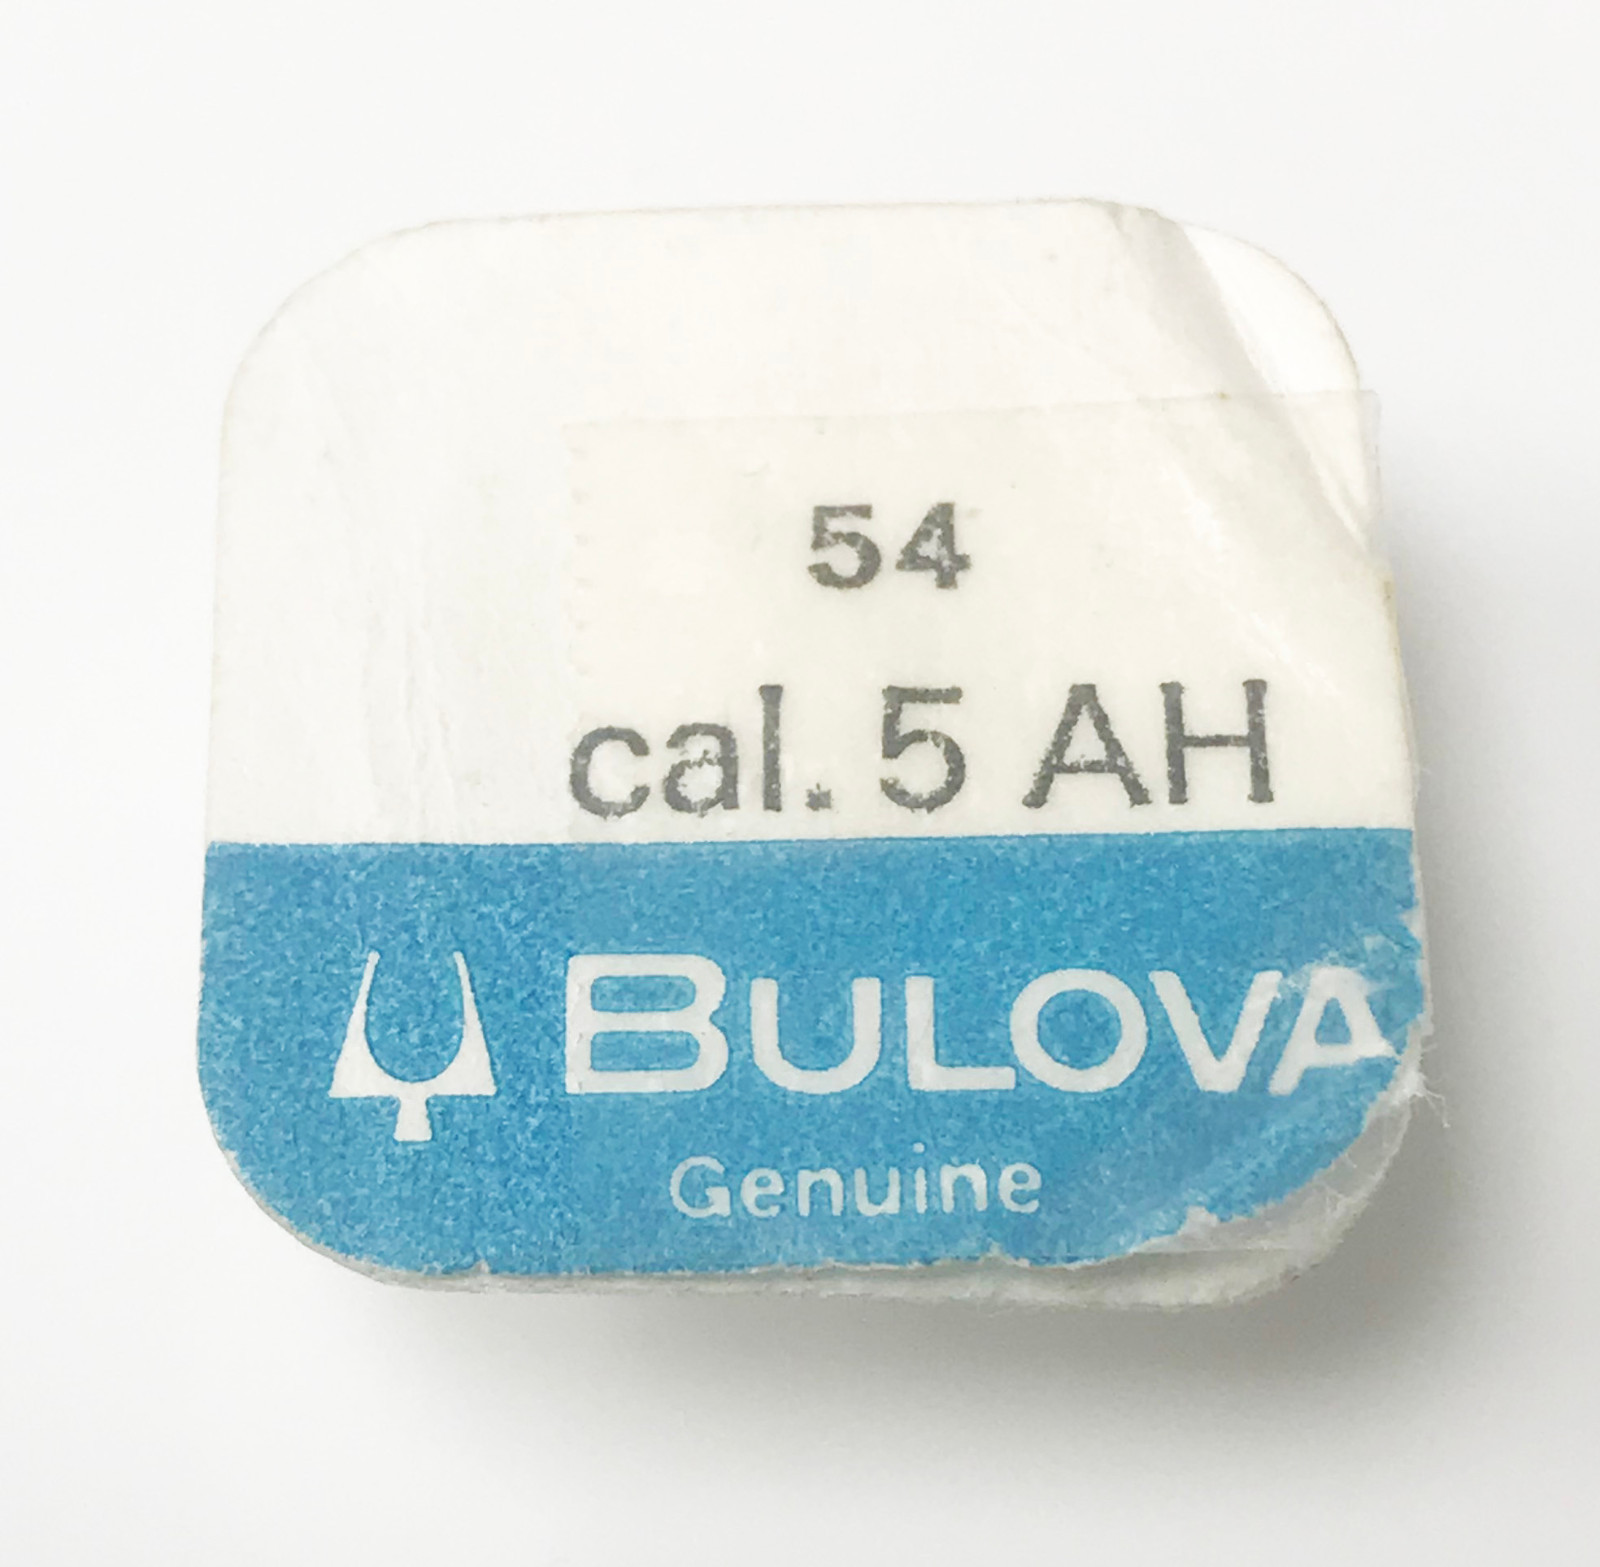 54
cal. 5 AH
BULOVA
Genuine